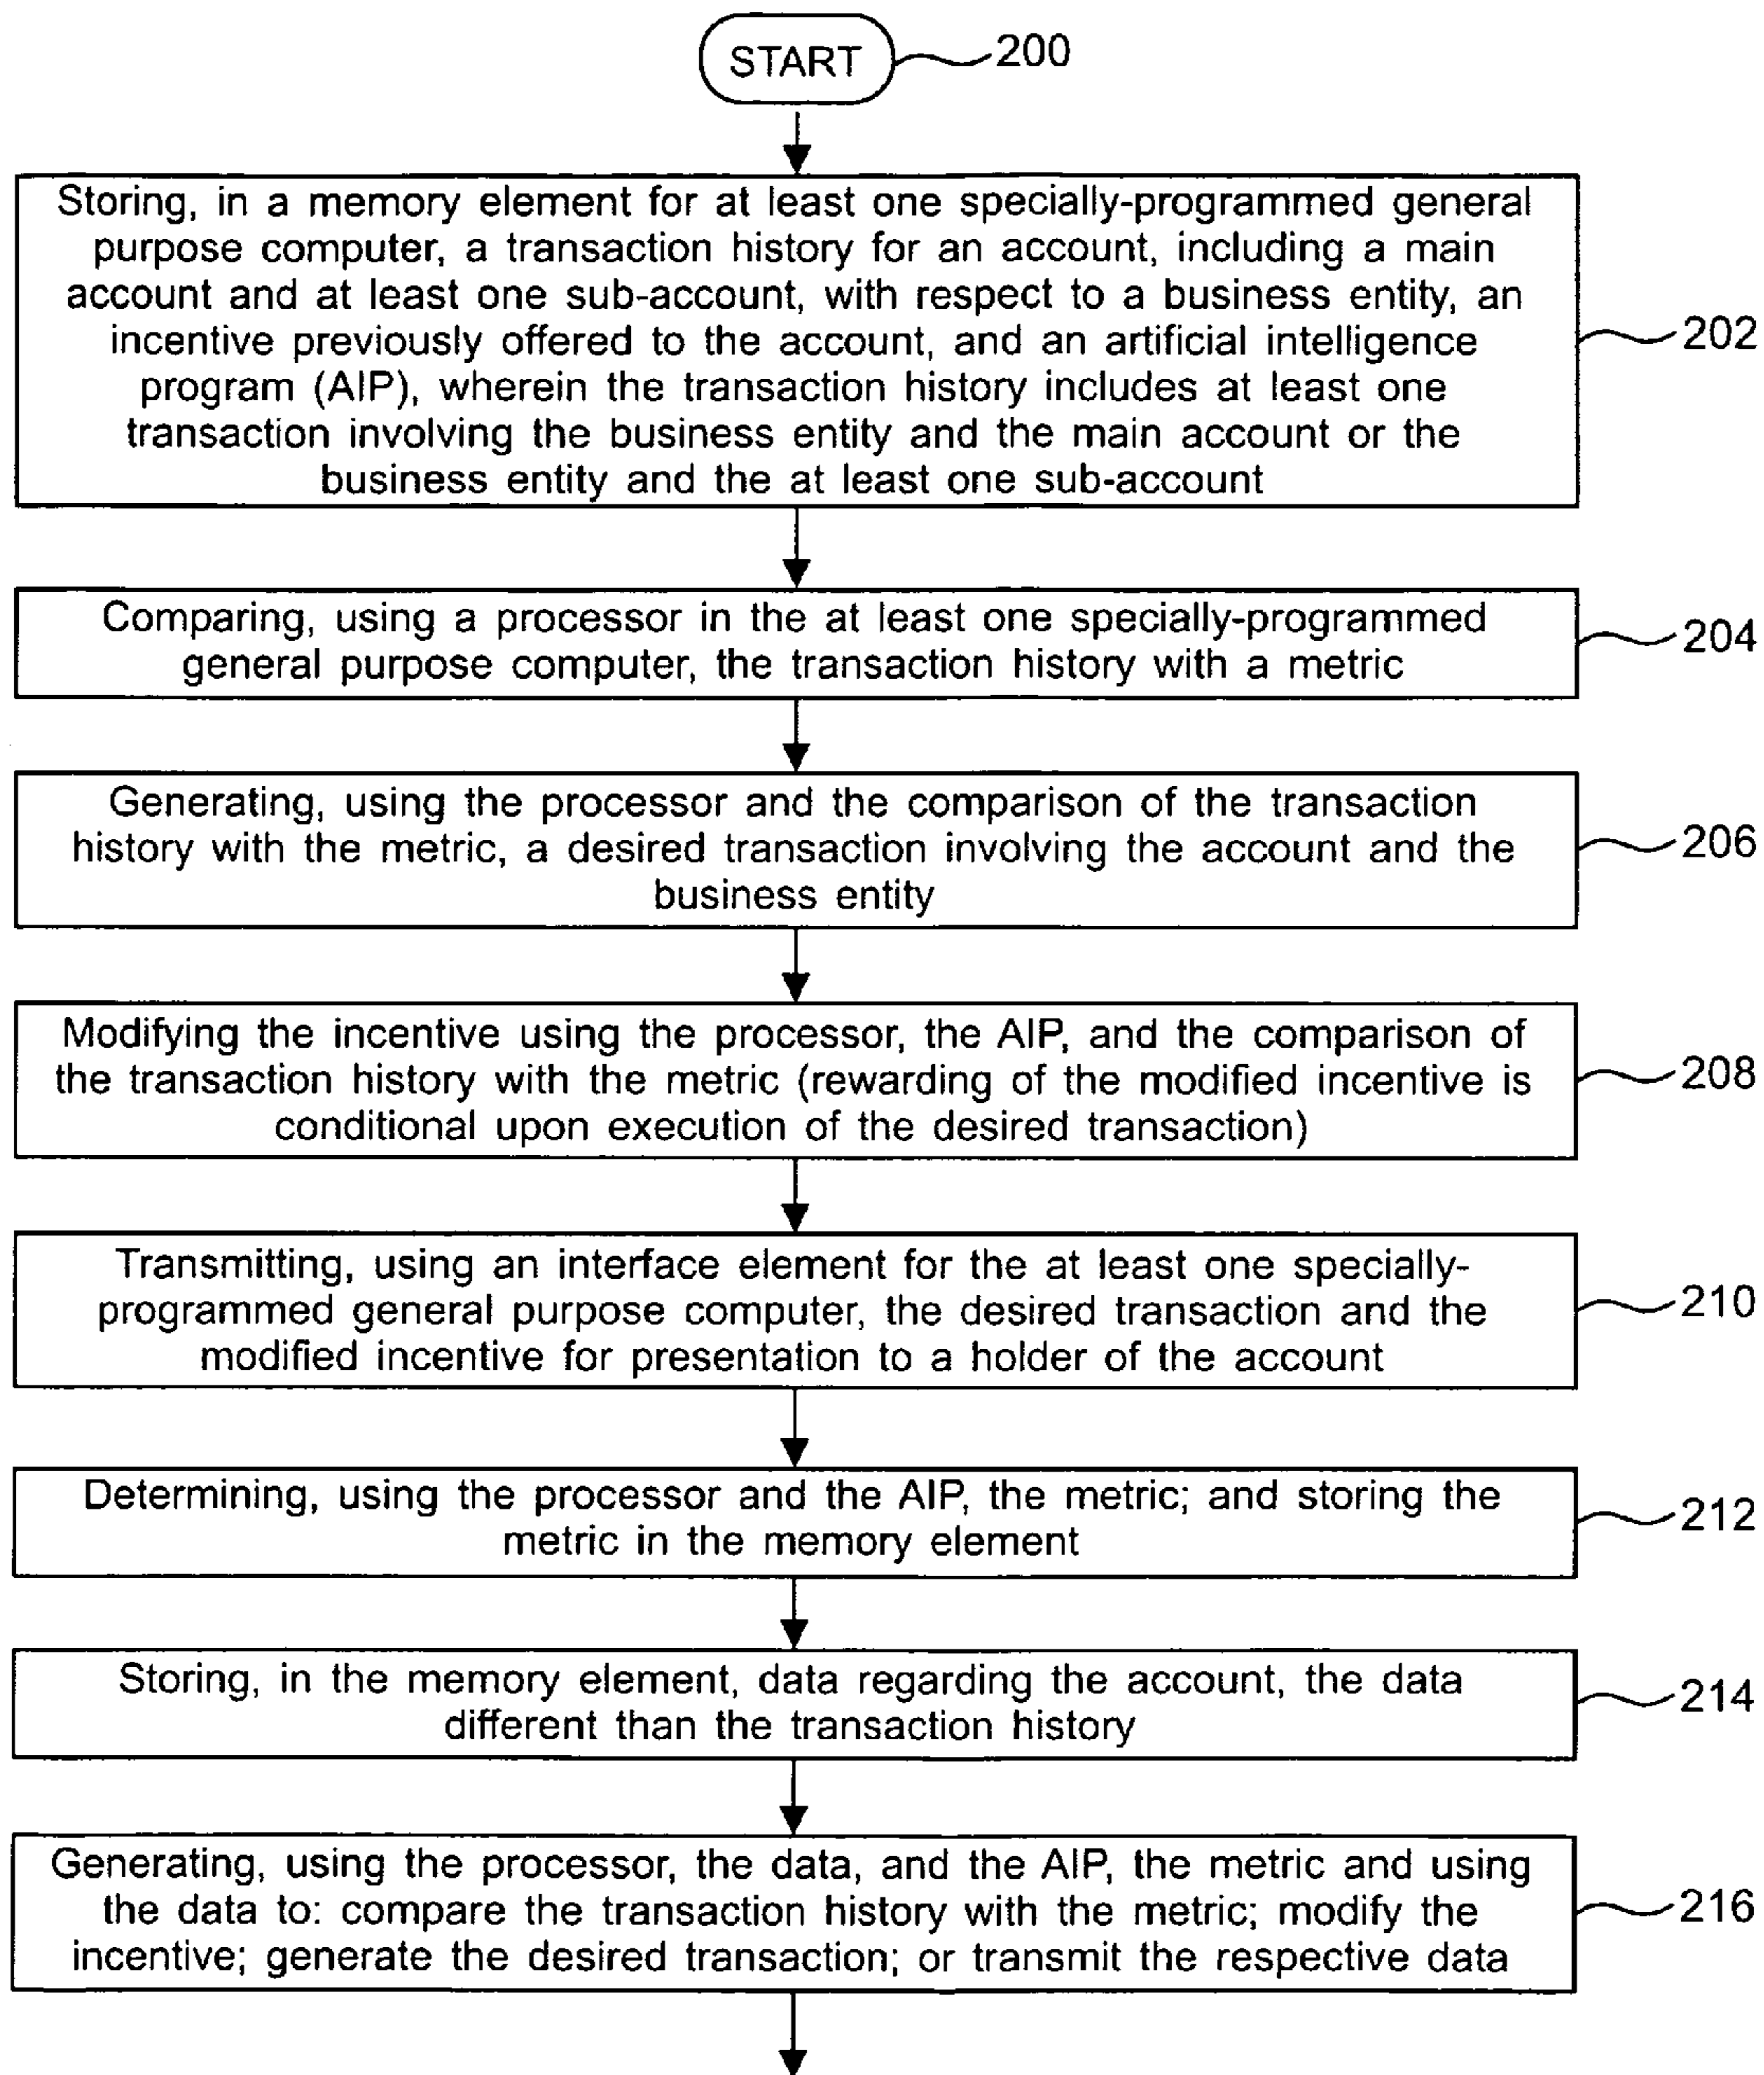 START
200
Storing, in a memory element for at least one specially-programmed general
purpose computer, a transaction history for an account, including a main
account and at least one sub-account, with respect to a business entity, an
incentive previously offered to the account, and an artificial intelligence
program (AIP), wherein the transaction history includes at least one
transaction involving the business entity and the main account or the
business entity and the at least one sub-account
202
Comparing, using a processor in the at least one specially-programmed
general purpose computer, the transaction history with a metric
204
Generating, using the processor and the comparison of the transaction
history with the metric, a desired transaction involving the account and the
business entity
206
Modifying the incentive using the processor, the AIP, and the comparison of
the transaction history with the metric (rewarding of the modified incentive is
conditional upon execution of the desired transaction)
208
Transmitting, using an interface element for the at least one specially-
programmed general purpose computer, the desired transaction and the
modified incentive for presentation to a holder of the account
210
Determining, using the processor and the AIP, the metric; and storing the
metric in the memory element
212
Storing, in the memory element, data regarding the account, the data
different than the transaction history
214
Generating, using the processor, the data, and the AIP, the metric and using
the data to: compare the transaction history with the metric; modify the
incentive; generate the desired transaction; or transmit the respective data
216